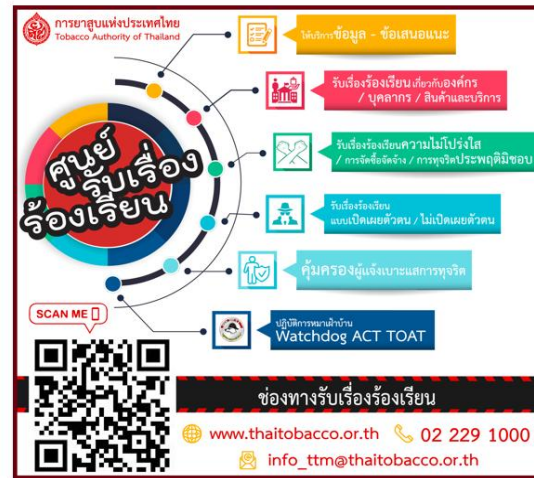 การยาสูบแห่งประเทศไทย
Tobacco Authority of Thailand
ศูนย์
รับเรื่อง
ร้องเรียน
ให้บริการข้อมูล - ข้อเสนอแนะ
รับเรื่องร้องเรียนเกี่ยวกับองค์กร
/ บุคลากร / สินค้าและบริการ
รับเรื่องร้องเรียนความไม่โปร่งใส
/ การจัดซื้อจัดจ้าง / การทุจริตประพฤติมิชอบ
รับเรื่องร้องเรียน
แบบเปิดเผยตัวตน / ไม่เปิดเผยตัวตน
คุ้มครองผู้แจ้งเบาะแสการทุจริต
ปฏิบัติการหมาเฝ้าบ้าน
Watchdog ACT TOAT
SCAN ME
ช่องทางรับเรื่องร้องเรียน
www.thaitobacco.or.th
02 229 1000
info_ttm@thaitobacco.or.th